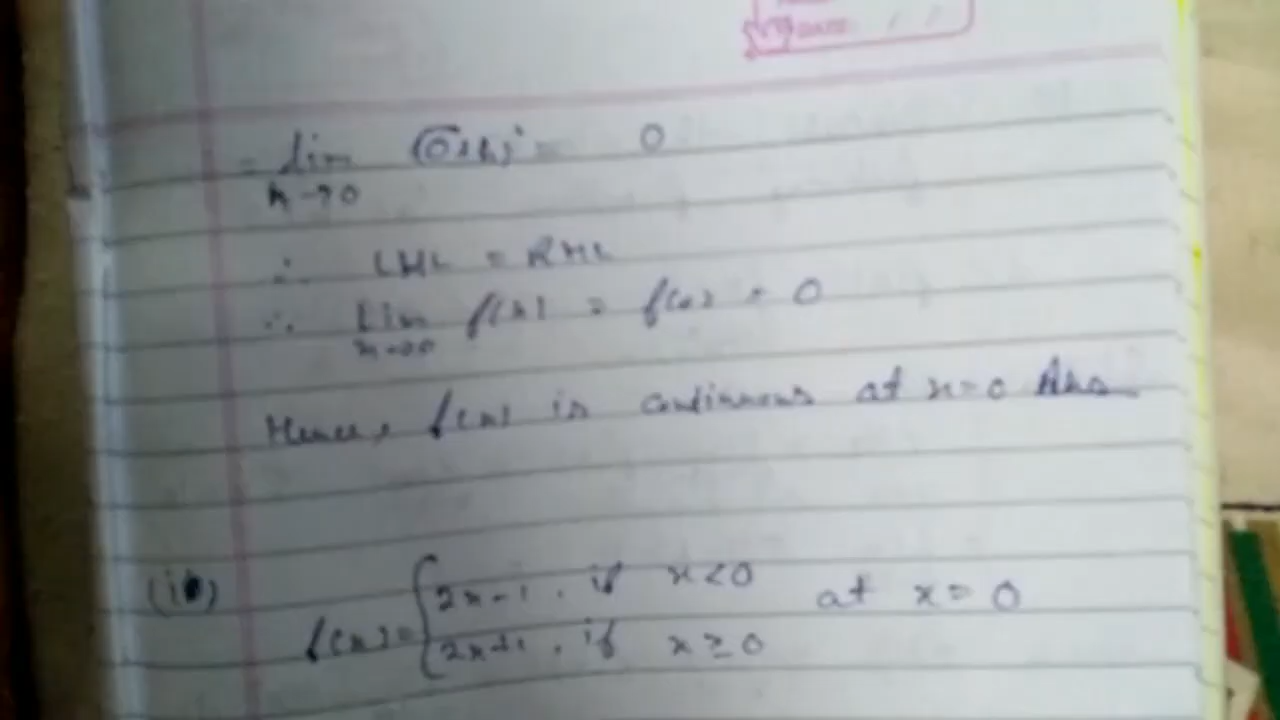 = lim (0+h) = 0
h→0
∴ LHL = RHL
∴ Lim f(x) = f(0) = 0
x→0
Hence, f(x) is continuous at x=0 Ans
f(x) = { 2x-1, if x<0 at x = 0
2x+1, if x≥0